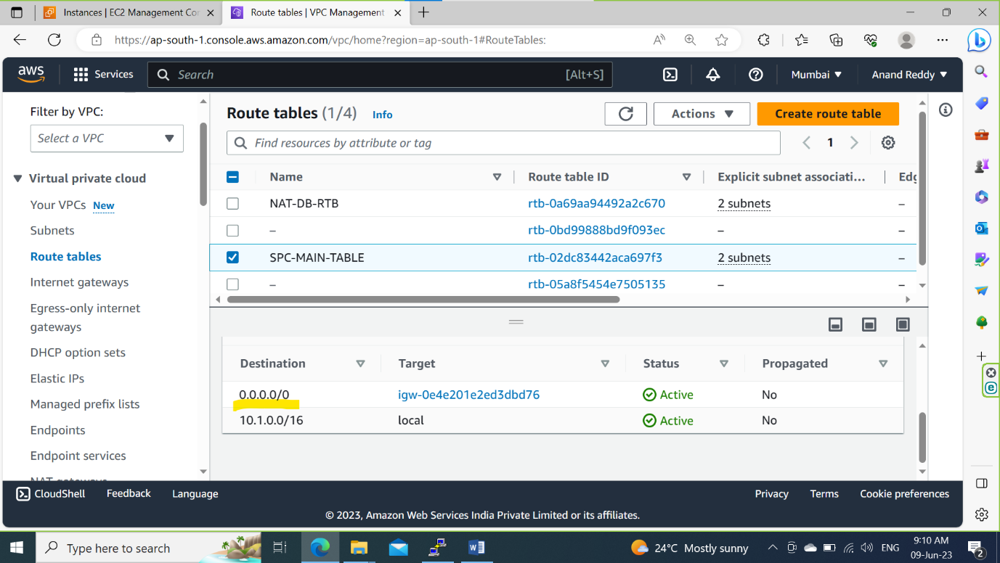 Instances | EC2 Management Cor
Route tables | VPC Management
https://ap-south-1.console.aws.amazon.com/vpc/home?region=ap-south-1#RouteTables:
aws
Services
Search
[Alt+S]
Mumbai
Anand Reddy
Filter by VPC:
Select a VPC
Virtual private cloud
Your VPCs New
Subnets
Route tables
Internet gateways
Egress-only internet
gateways
DHCP option sets
Elastic IPs
Managed prefix lists
Endpoints
Endpoint services
NAT gateways
Route tables (1/4) Info
Actions
Create route table
Find resources by attribute or tag
1
Name Route table ID Explicit subnet associati... Edg
NAT-DB-RTB rtb-0a69aa94492a2c670 2 subnets –
– rtb-0bd99888bd9f093ec – –
SPC-MAIN-TABLE rtb-02dc83442aca697f3 2 subnets –
– rtb-05a8f5454e7505135 – –
Destination Target Status Propagated
0.0.0.0/0 igw-0e4e201e2ed3dbd76 Active No
10.1.0.0/16 local Active No
CloudShell Feedback Language Privacy Terms Cookie preferences
© 2023, Amazon Web Services India Private Limited or its affiliates.
Type here to search
24°C Mostly sunny
ENG
9:10 AM
09-Jun-23
2